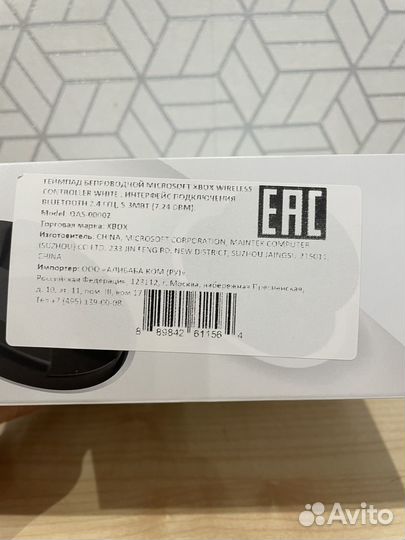 ГЕЙМПАД БЕСПРОВОДНОЙ MICROSOFT XBOX WIRELESS
CONTROLLER WHITE , ИНТЕРФЕЙС ПОДКЛЮЧЕНИЯ
BLUETOOTH 2.4 ГГЦ, 5.3МВТ (7.24 DBM).
Model: QAS-00002
Торговая марка: XBOX
Изготовитель: CHINA, MICROSOFT CORPORATION, MAINTEK COMPUTER
(SUZHOU) CO LTD, 233 JIN FENG RD, NEW DISTRICT, SUZHOU JAINGSU 215011,
CHINA
Импортер: ООО «АЛИБАБА.КОМ (РУ)»
Российская Федерация, 123112, г. Москва, набережная Пресненская,
д. 10, эт. 11, пом. III, ком 17
Тел +7 (495) 139-60-08
EAC
8 89842 61156 4
Avito